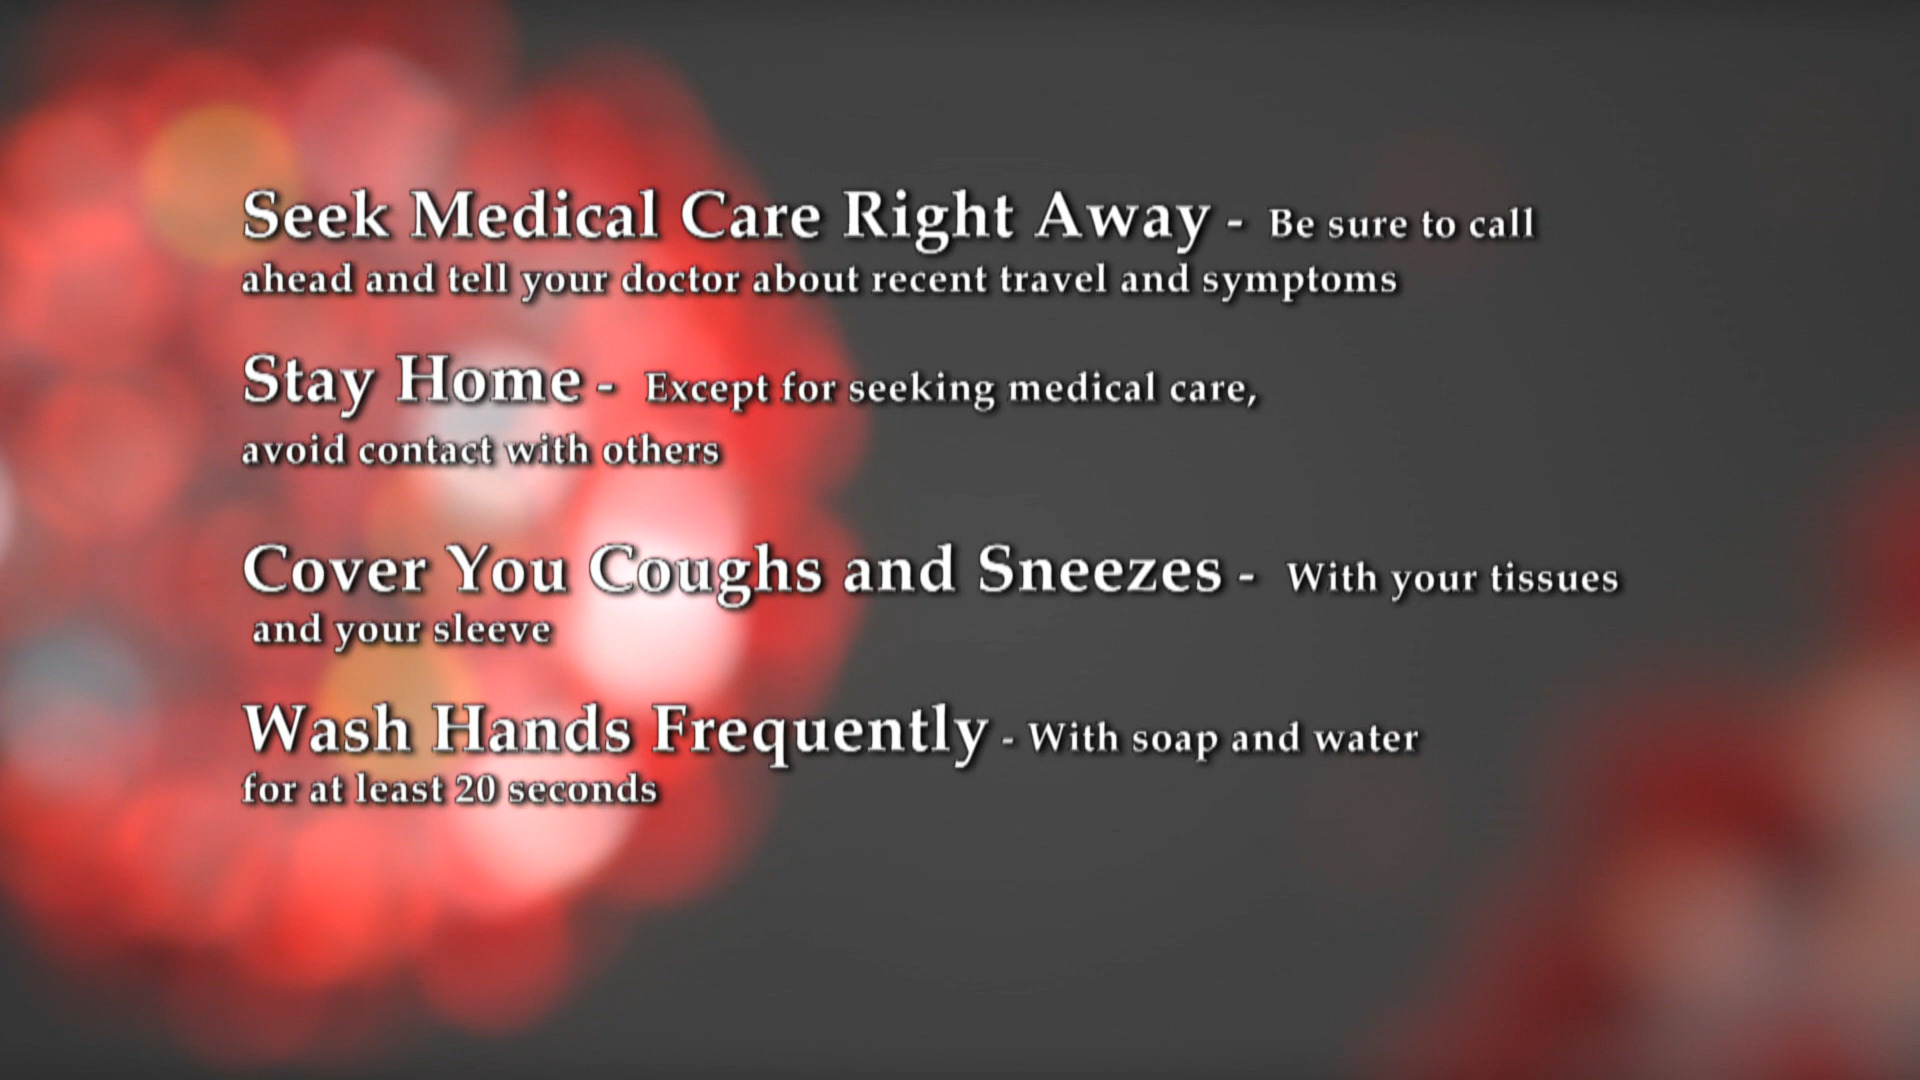 Seek Medical Care Right Away - Be sure to call
ahead and tell your doctor about recent travel and symptoms
Stay Home - Except for seeking medical care,
avoid contact with others
Cover You Coughs and Sneezes - With your tissues
and your sleeve
Wash Hands Frequently - With soap and water
for at least 20 seconds